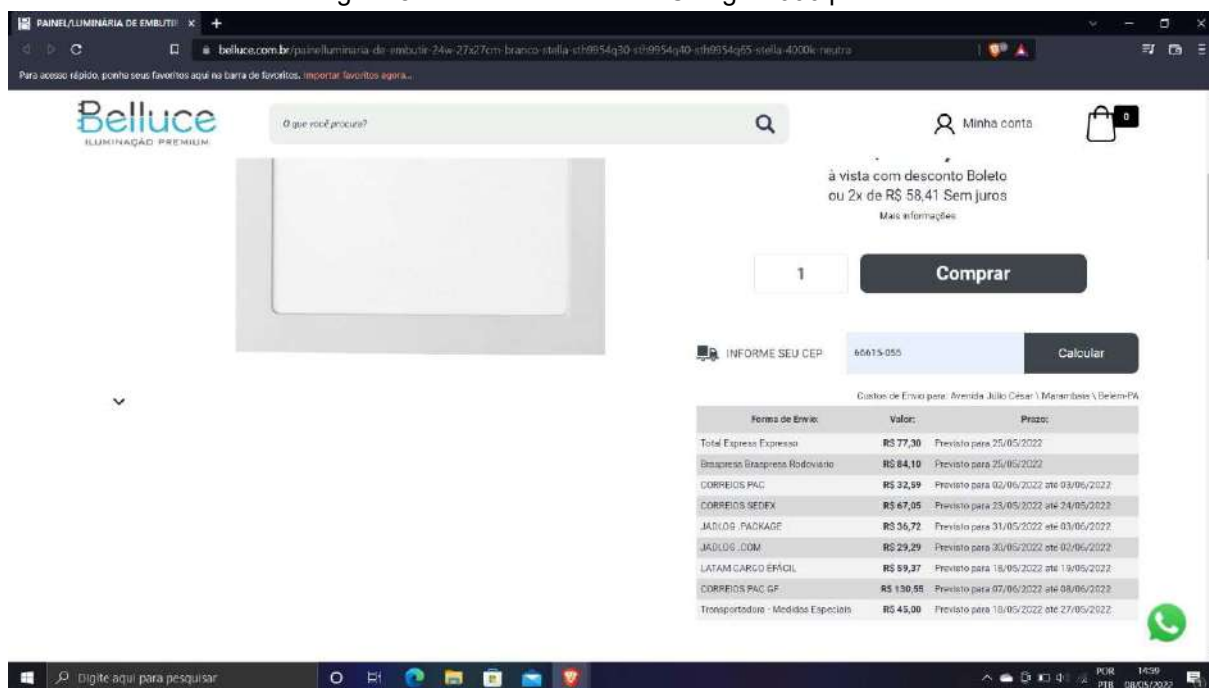 PAINEL/LUMINÁRIA DE EMBUTI
belluce.com.br/painelluminaria-de-embutir-24w-27x27cm-branco-stella-sth9954q30-sth9954q40-sth9954q65-stella-4000k-neutra
Para acesso rápido, ponha seus favoritos aqui na barra de favoritos. Importar favoritos agora...
Belluce
ILUMINAÇÃO PREMIUM
O que você procura?
Minha conta
0
à vista com desconto Boleto
ou 2x de R$ 58,41 Sem juros
Mais informações
1
Comprar
INFORME SEU CEP
66615-055
Calcular
Custos de Envio para: Avenida Júlio César \ Marambaia \ Belém-PA
Forma de Envio: Valor: Prazo:
Total Express Expresso R$ 77,30 Previsto para 25/05/2022
Braspress Braspress Rodoviário R$ 84,10 Previsto para 25/05/2022
CORREIOS PAC R$ 32,59 Previsto para 02/06/2022 até 03/06/2022
CORREIOS SEDEX R$ 67,05 Previsto para 23/05/2022 até 24/05/2022
JADLOG .PACKAGE R$ 36,72 Previsto para 31/05/2022 até 03/06/2022
JADLOG .COM R$ 29,29 Previsto para 30/05/2022 até 02/06/2022
LATAM CARGO ÉFÁCIL R$ 59,37 Previsto para 18/05/2022 até 19/05/2022
CORREIOS PAC GF R$ 130,55 Previsto para 07/06/2022 até 08/06/2022
Transportadora - Medidas Especiais R$ 45,00 Previsto para 18/05/2022 até 27/05/2022
Digite aqui para pesquisar
POR
PTB
14:59
08/05/2022